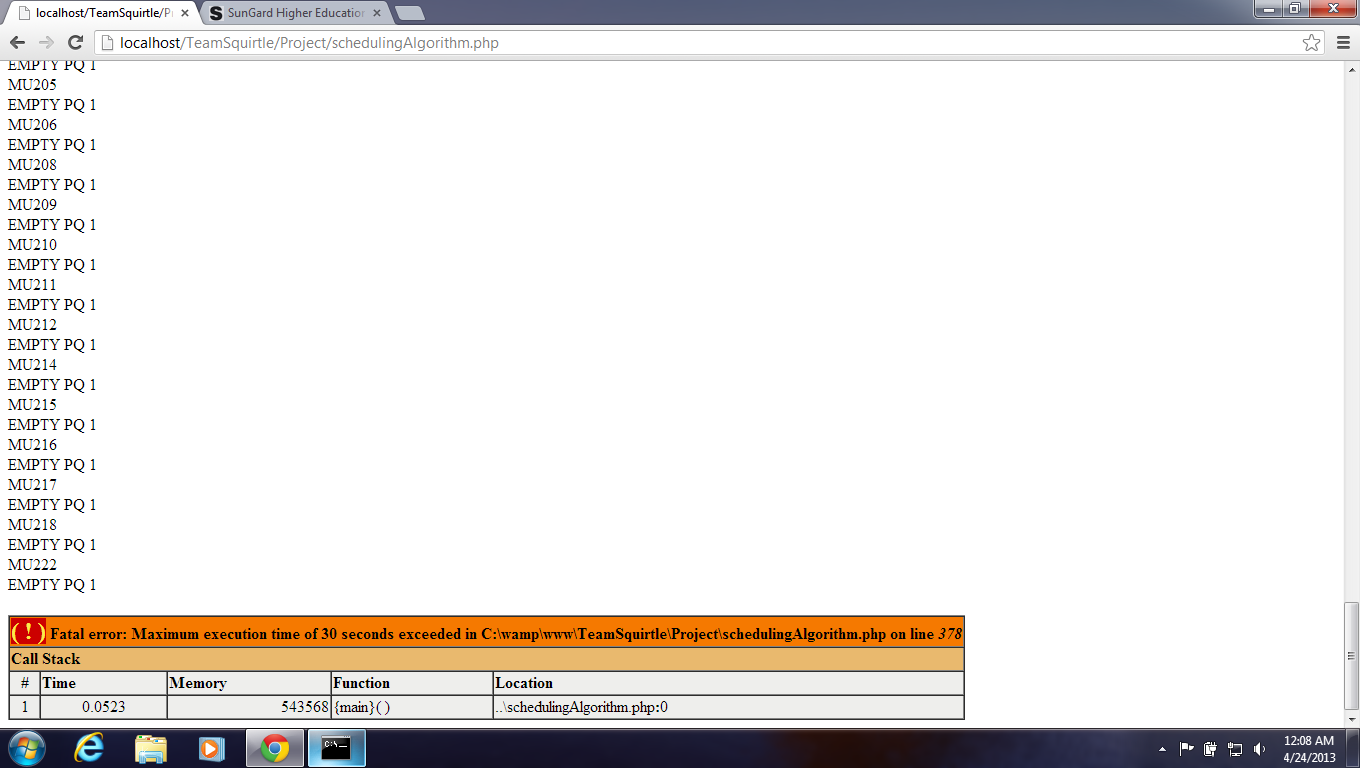 localhost/TeamSquirtle/Pr
SunGard Higher Education
localhost/TeamSquirtle/Project/schedulingAlgorithm.php
EMPTY PQ 1
MU205
EMPTY PQ 1
MU206
EMPTY PQ 1
MU208
EMPTY PQ 1
MU209
EMPTY PQ 1
MU210
EMPTY PQ 1
MU211
EMPTY PQ 1
MU212
EMPTY PQ 1
MU214
EMPTY PQ 1
MU215
EMPTY PQ 1
MU216
EMPTY PQ 1
MU217
EMPTY PQ 1
MU218
EMPTY PQ 1
MU222
EMPTY PQ 1
( ! ) Fatal error: Maximum execution time of 30 seconds exceeded in C:\wamp\www\TeamSquirtle\Project\schedulingAlgorithm.php on line 378
Call Stack
# Time Memory Function Location
1 0.0523 543568 {main}( ) ..\schedulingAlgorithm.php:0
C:\_
12:08 AM
4/24/2013